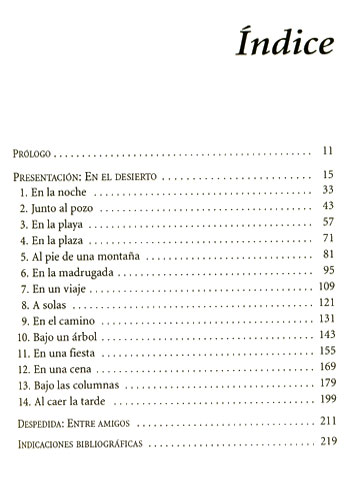 Índice
PRÓLOGO . . . . . . . . . . . . . . . . . . . . . . . . . . . . . . . . . . . . . . . . 11
PRESENTACIÓN: EN EL DESIERTO . . . . . . . . . . . . . . . . . . . . . . . . 15
1. En la noche . . . . . . . . . . . . . . . . . . . . . . . . . . . . . . . . . . 33
2. Junto al pozo . . . . . . . . . . . . . . . . . . . . . . . . . . . . . . . . . 43
3. En la playa . . . . . . . . . . . . . . . . . . . . . . . . . . . . . . . . . . . 57
4. En la plaza . . . . . . . . . . . . . . . . . . . . . . . . . . . . . . . . . . . 71
5. Al pie de una montaña . . . . . . . . . . . . . . . . . . . . . . . . . . 81
6. En la madrugada . . . . . . . . . . . . . . . . . . . . . . . . . . . . . . 95
7. En un viaje . . . . . . . . . . . . . . . . . . . . . . . . . . . . . . . . . . . 109
8. A solas . . . . . . . . . . . . . . . . . . . . . . . . . . . . . . . . . . . . . . 121
9. En el camino . . . . . . . . . . . . . . . . . . . . . . . . . . . . . . . . . 131
10. Bajo un árbol . . . . . . . . . . . . . . . . . . . . . . . . . . . . . . . . 143
11. En una fiesta . . . . . . . . . . . . . . . . . . . . . . . . . . . . . . . . 155
12. En una cena . . . . . . . . . . . . . . . . . . . . . . . . . . . . . . . . . 169
13. Bajo las columnas . . . . . . . . . . . . . . . . . . . . . . . . . . . . . 179
14. Al caer la tarde . . . . . . . . . . . . . . . . . . . . . . . . . . . . . . . 199
DESPEDIDA: ENTRE AMIGOS . . . . . . . . . . . . . . . . . . . . . . . . . . . 211
INDICACIONES BIBLIOGRÁFICAS . . . . . . . . . . . . . . . . . . . . . . . . 219